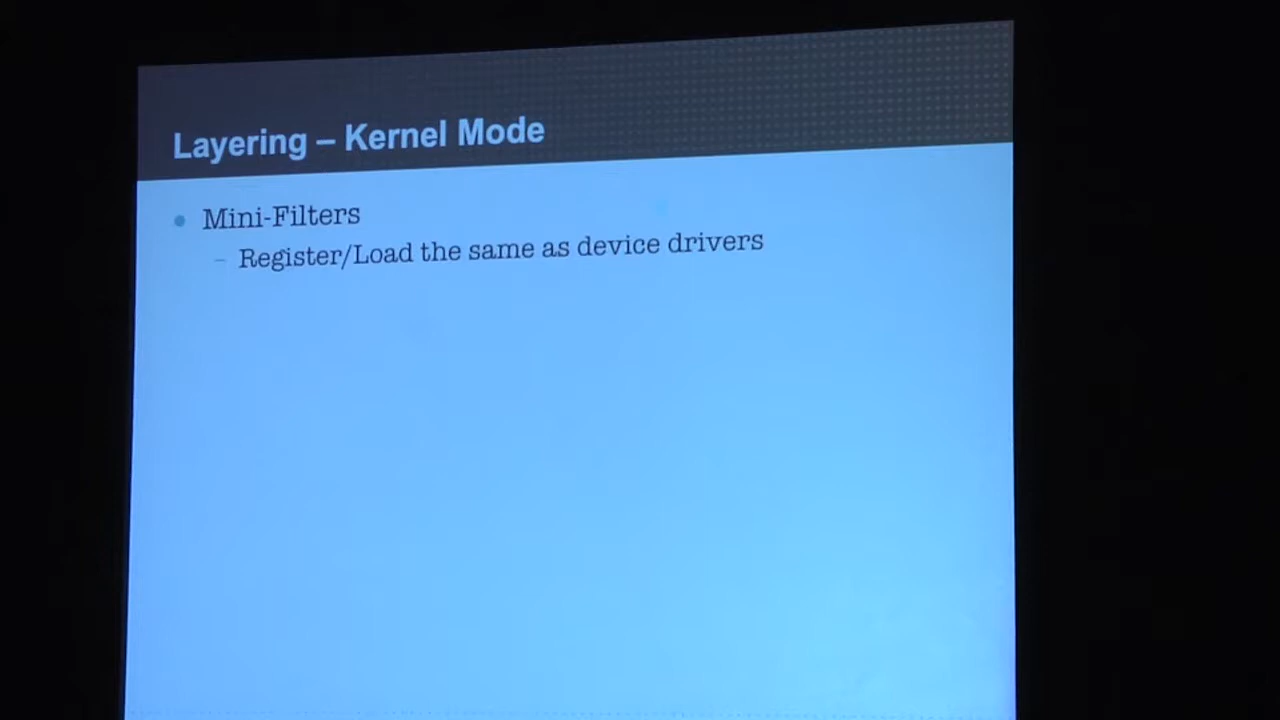 Layering – Kernel Mode
• Mini-Filters
– Register/Load the same as device drivers